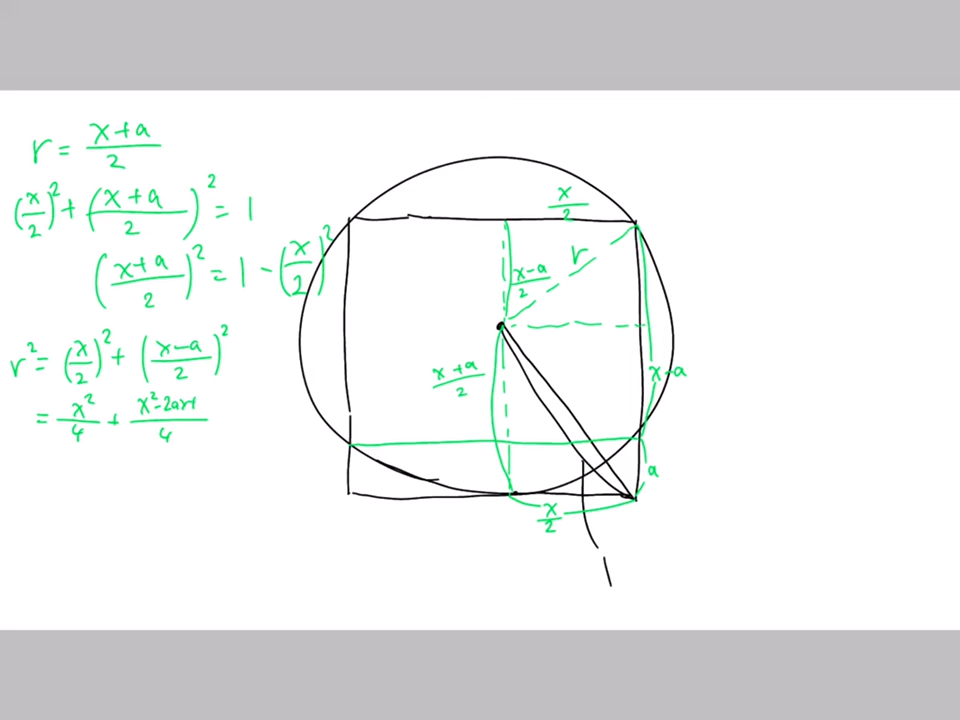 r = (x+a)/2
(x/2)² + ((x+a)/2)² = 1
((x+a)/2)² = 1 - (x/2)²
r² = (x/2)² + ((x-a)/2)²
= x²/4 + (x²-2ax+)/4
x/2
r
(x-a)/2
(x+a)/2
x-a
a
x/2
1